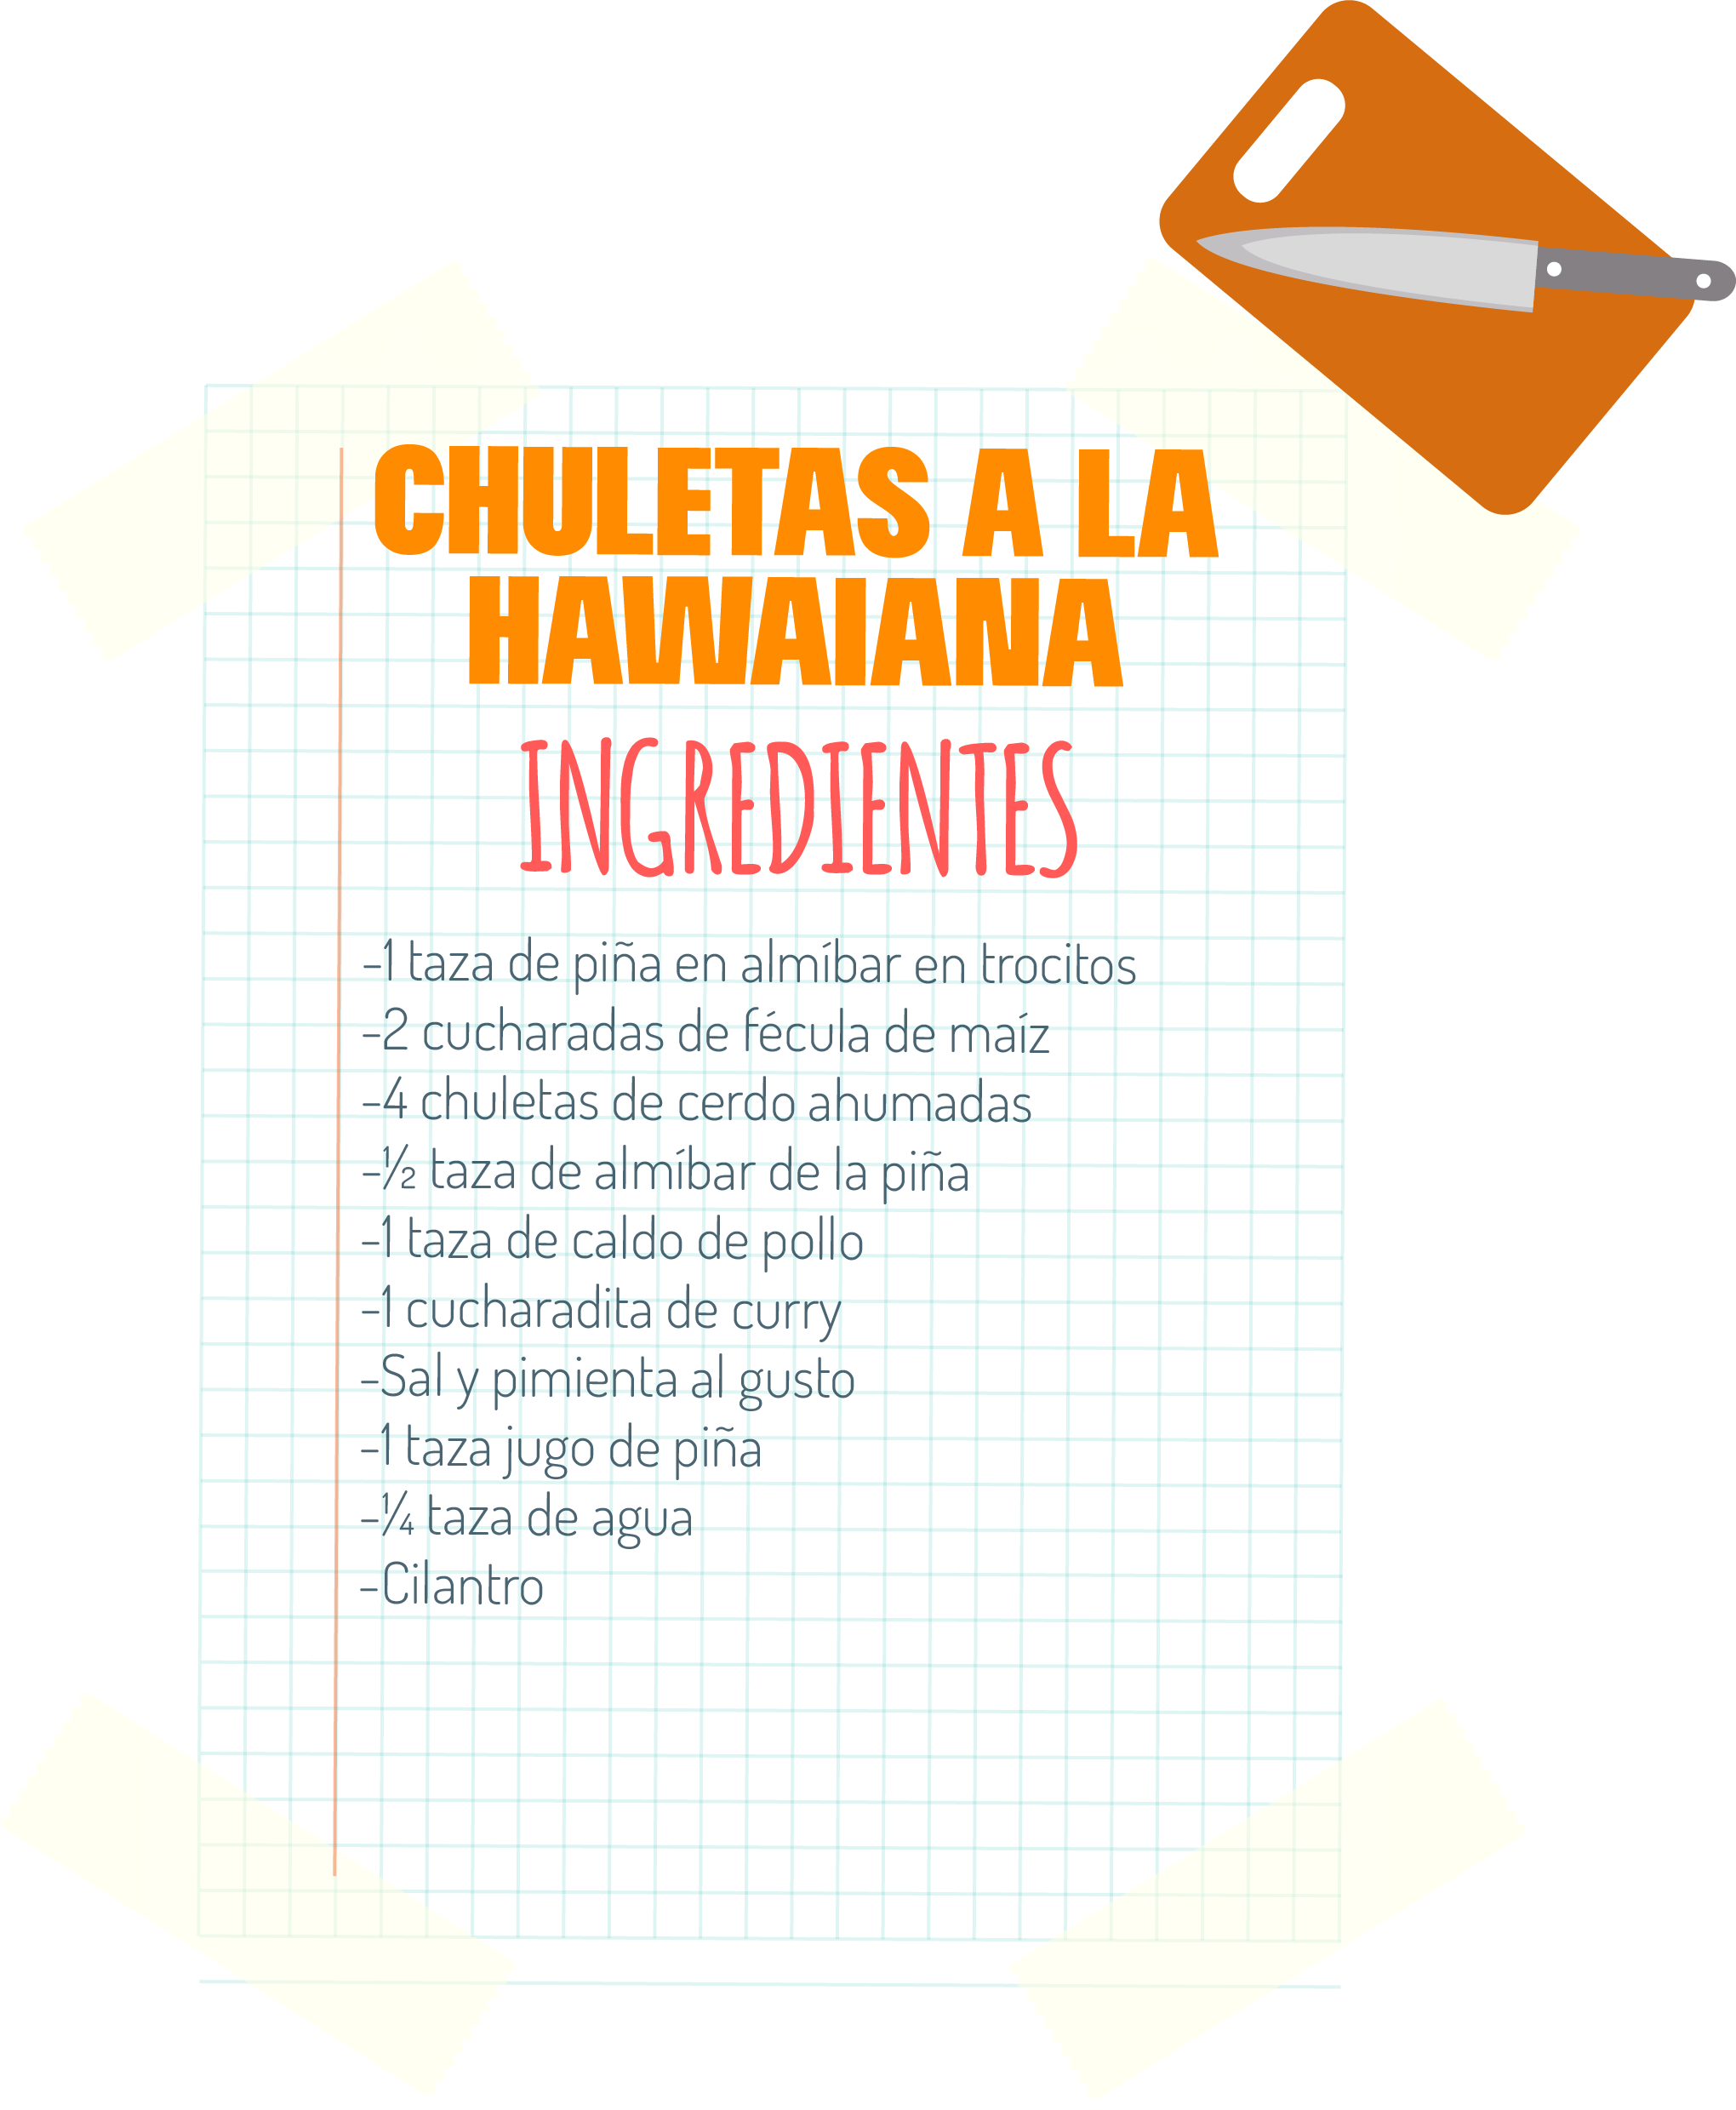 CHULETAS A LA
HAWAIANA
INGREDIENTES
-1 taza de piña en almíbar en trocitos
-2 cucharadas de fécula de maíz
-4 chuletas de cerdo ahumadas
-½ taza de almíbar de la piña
-1 taza de caldo de pollo
-1 cucharadita de curry
-Sal y pimienta al gusto
-1 taza jugo de piña
-¼ taza de agua
-Cilantro